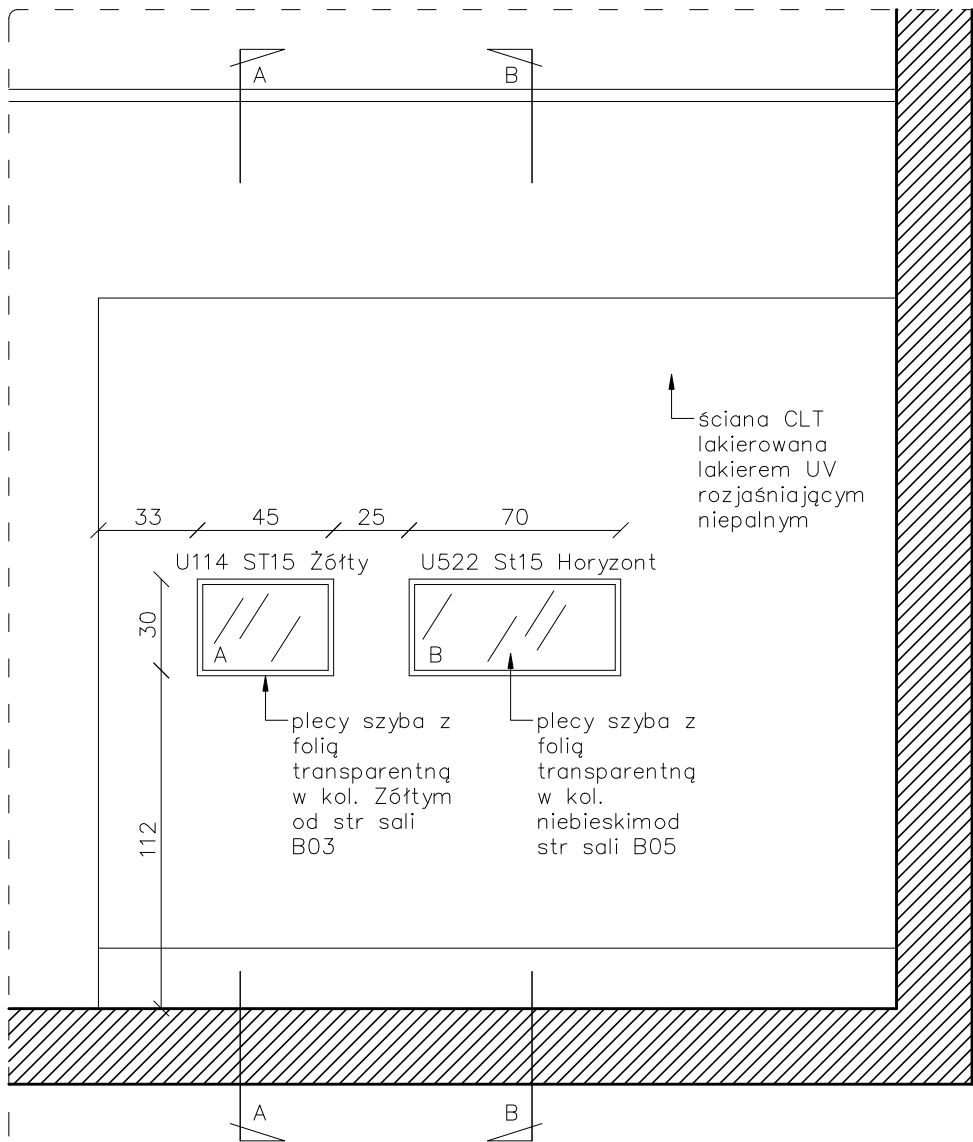 A
B
ściana CLT
lakierowana
lakierem UV
rozjaśniającym
niepalnym
33
45
25
70
U114 ST15 Żółty
U522 St15 Horyzont
30
A
B
plecy szyba z
folią
transparentną
w kol. Zółtym
od str sali
B03
plecy szyba z
folią
transparentną
w kol.
niebieskimod
str sali B05
112
A
B